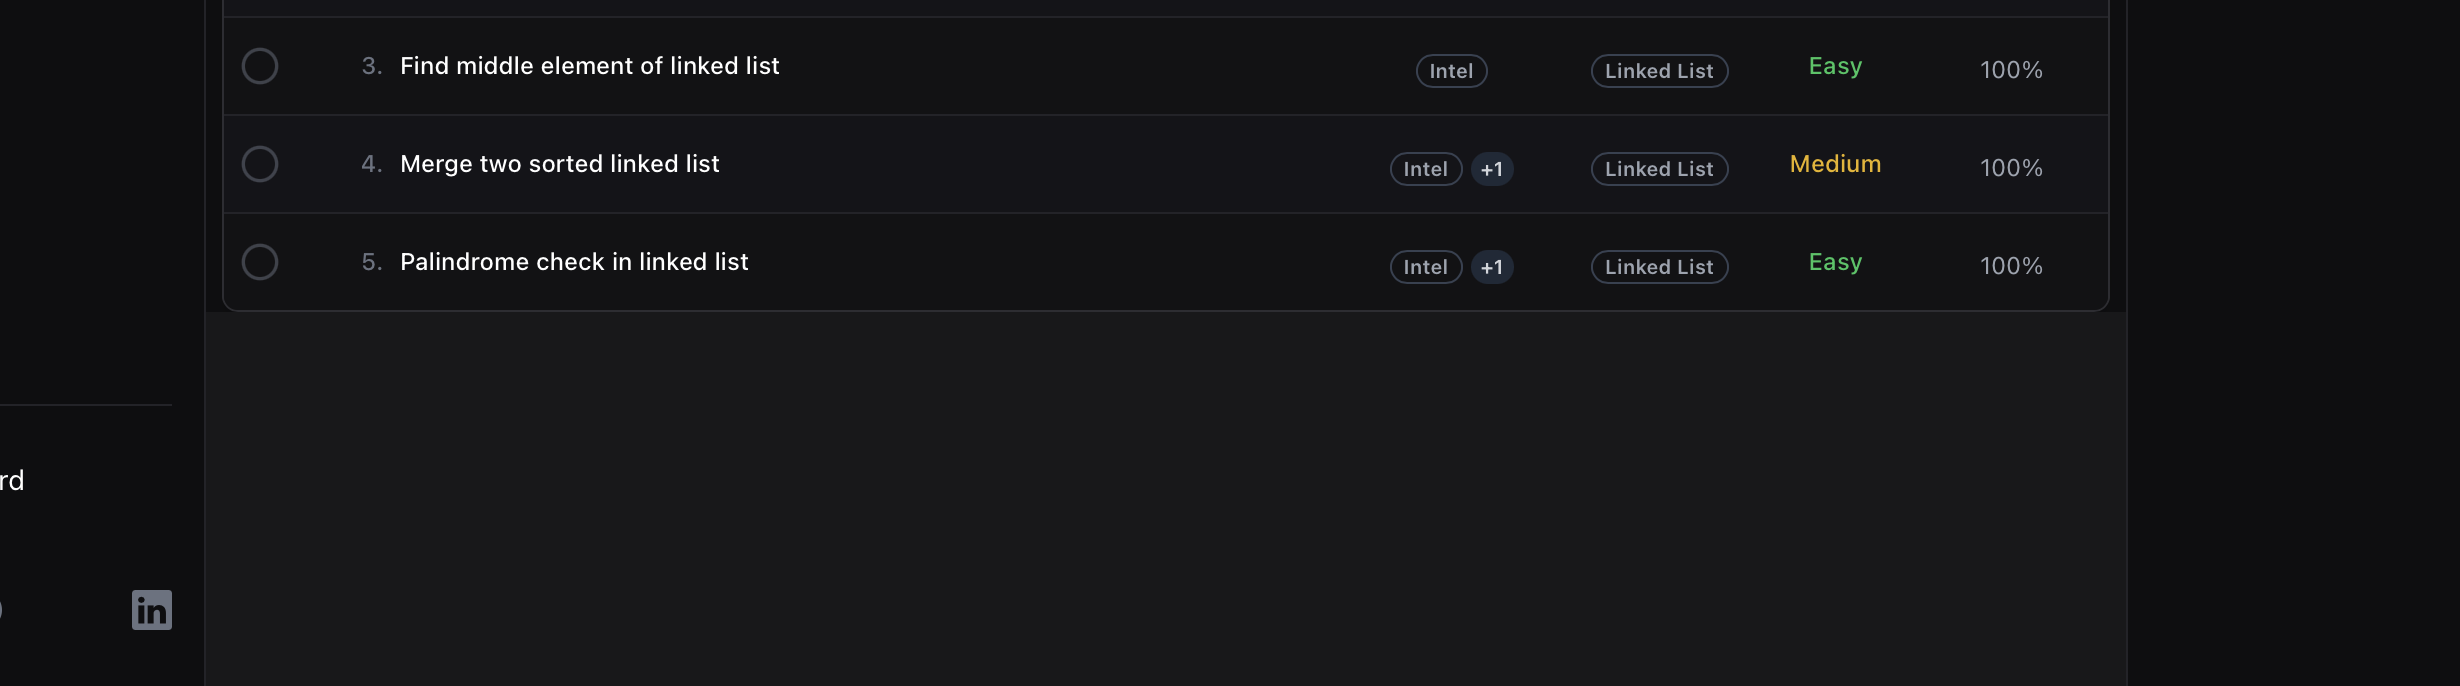 3. Find middle element of linked list Intel Linked List Easy 100%
4. Merge two sorted linked list Intel +1 Linked List Medium 100%
5. Palindrome check in linked list Intel +1 Linked List Easy 100%
rd
in